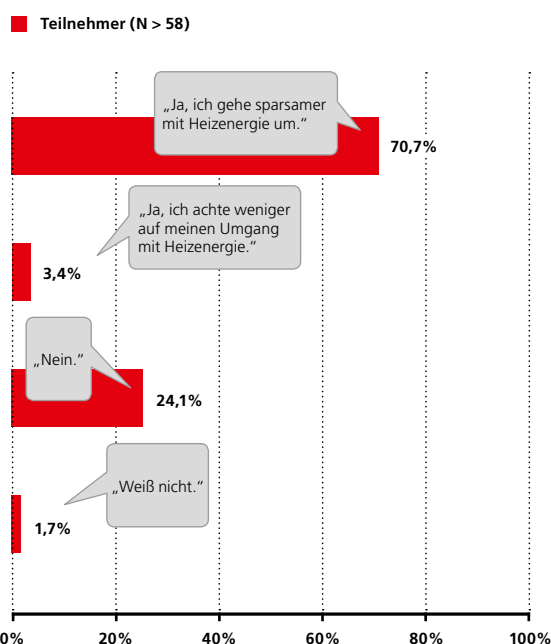 Teilnehmer (N > 58)
„Ja, ich gehe sparsamer
mit Heizenergie um.“
70,7%
„Ja, ich achte weniger
auf meinen Umgang
mit Heizenergie.“
3,4%
„Nein.“
24,1%
„Weiß nicht.“
1,7%
0% 20% 40% 60% 80% 100%